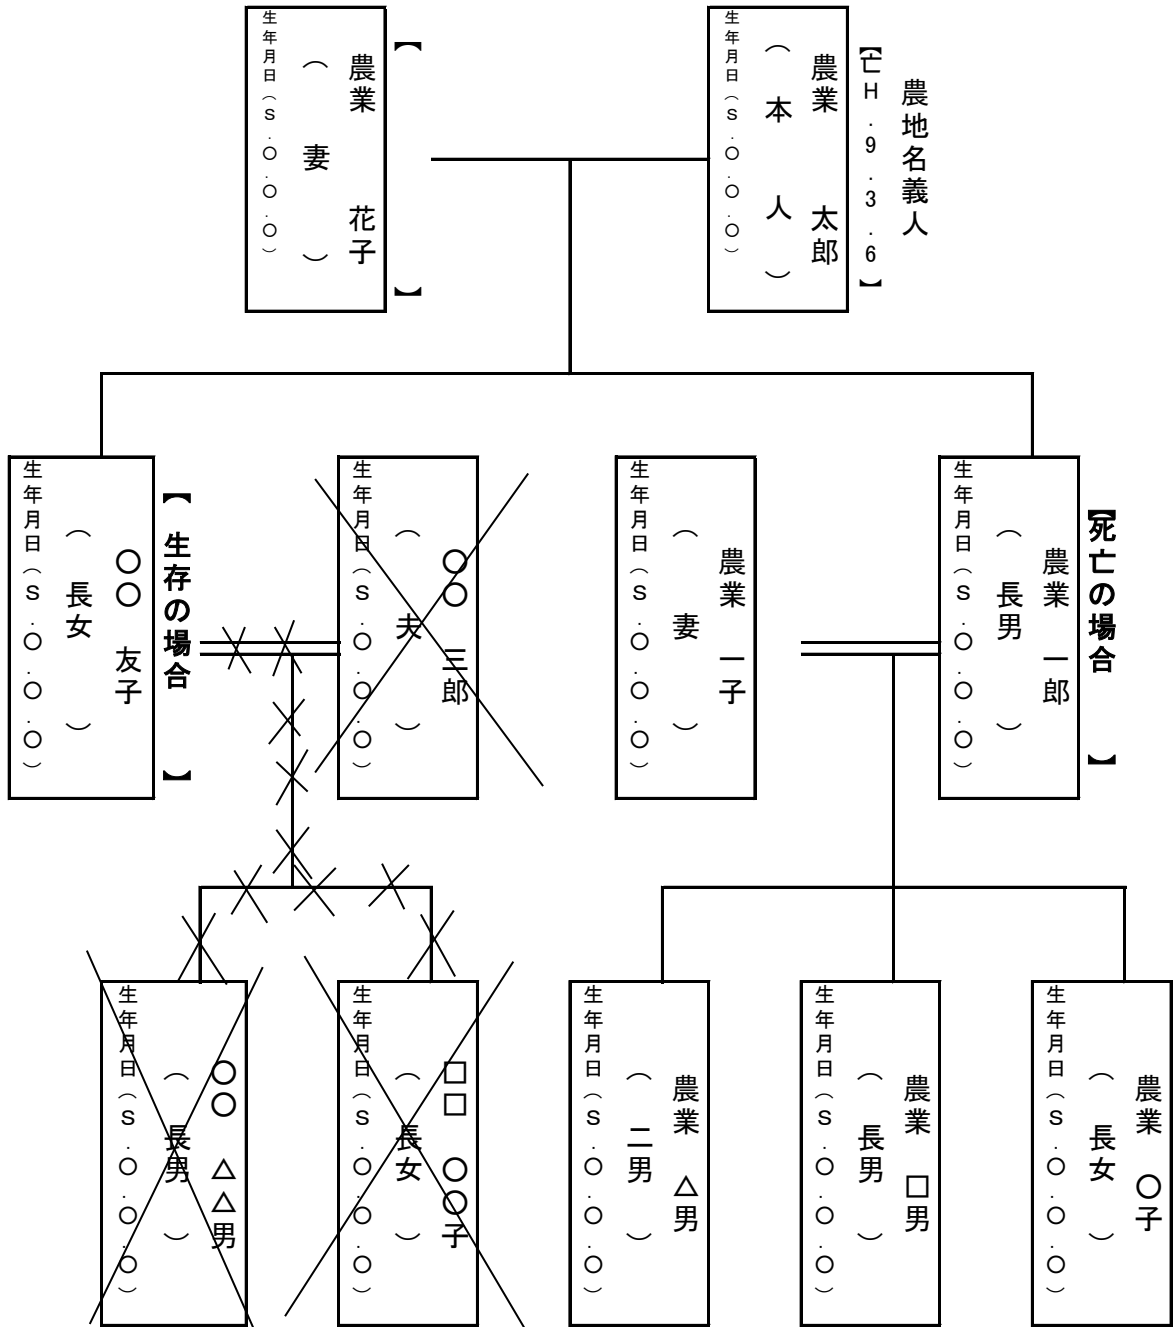 農地名義人
【亡H.9.3.6】
農業 太郎
(本人)
生年月日(S.○.○.○)
【 】
農業 花子
(妻)
生年月日(S.○.○.○)
【死亡の場合 】
農業 一郎
(長男 )
生年月日(S.○.○.○)
農業 一子
(妻 )
生年月日(S.○.○.○)
○○ 三郎
(夫 )
生年月日(S.○.○.○)
【 生存の場合 】
○○ 友子
(長女 )
生年月日(S.○.○.○)
農業 ○子
(長女 )
生年月日(S.○.○.○)
農業 □男
(長男 )
生年月日(S.○.○.○)
農業 △男
(二男 )
生年月日(S.○.○.○)
□□ ○○子
(長女 )
生年月日(S.○.○.○)
○○ △△男
(長男 )
生年月日(S.○.○.○)